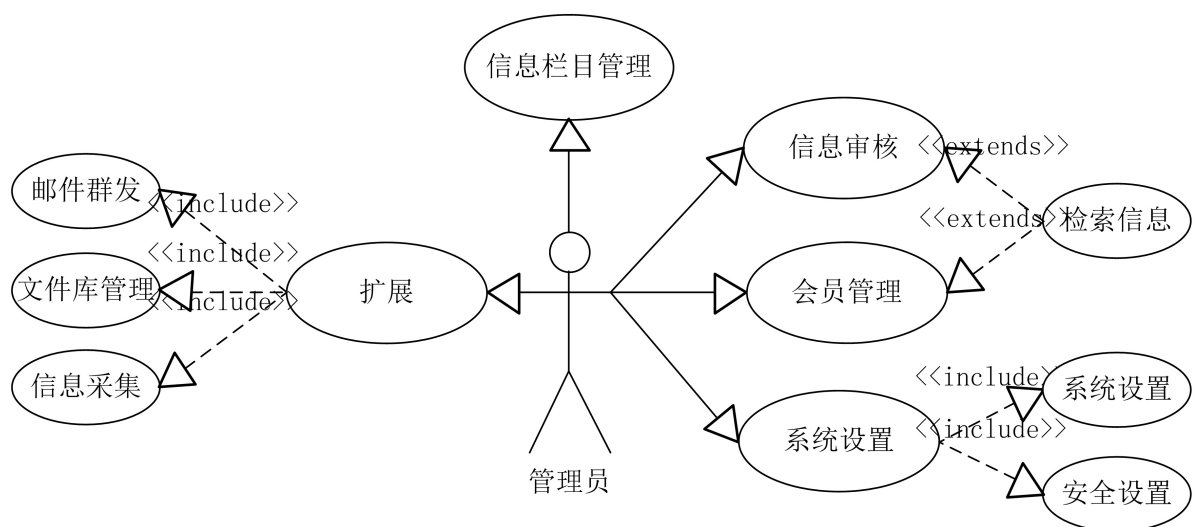 信息栏目管理
信息审核
<<extends>>
邮件群发
<<include>>
<<extends>>
检索信息
<<include>>
文件库管理
<<include>>
扩展
会员管理
信息采集
<<include>>
系统设置
系统设置
<<include>>
管理员
安全设置